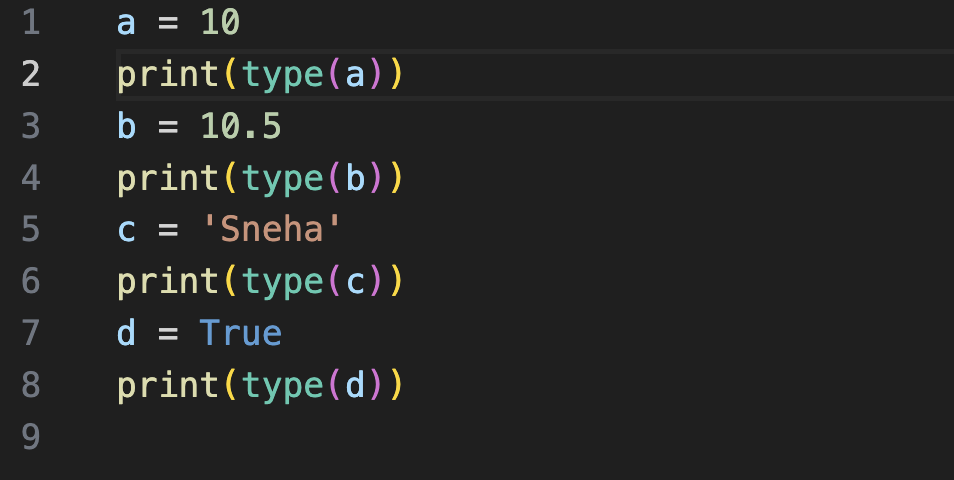 1 a = 10
2 print(type(a))
3 b = 10.5
4 print(type(b))
5 c = 'Sneha'
6 print(type(c))
7 d = True
8 print(type(d))
9